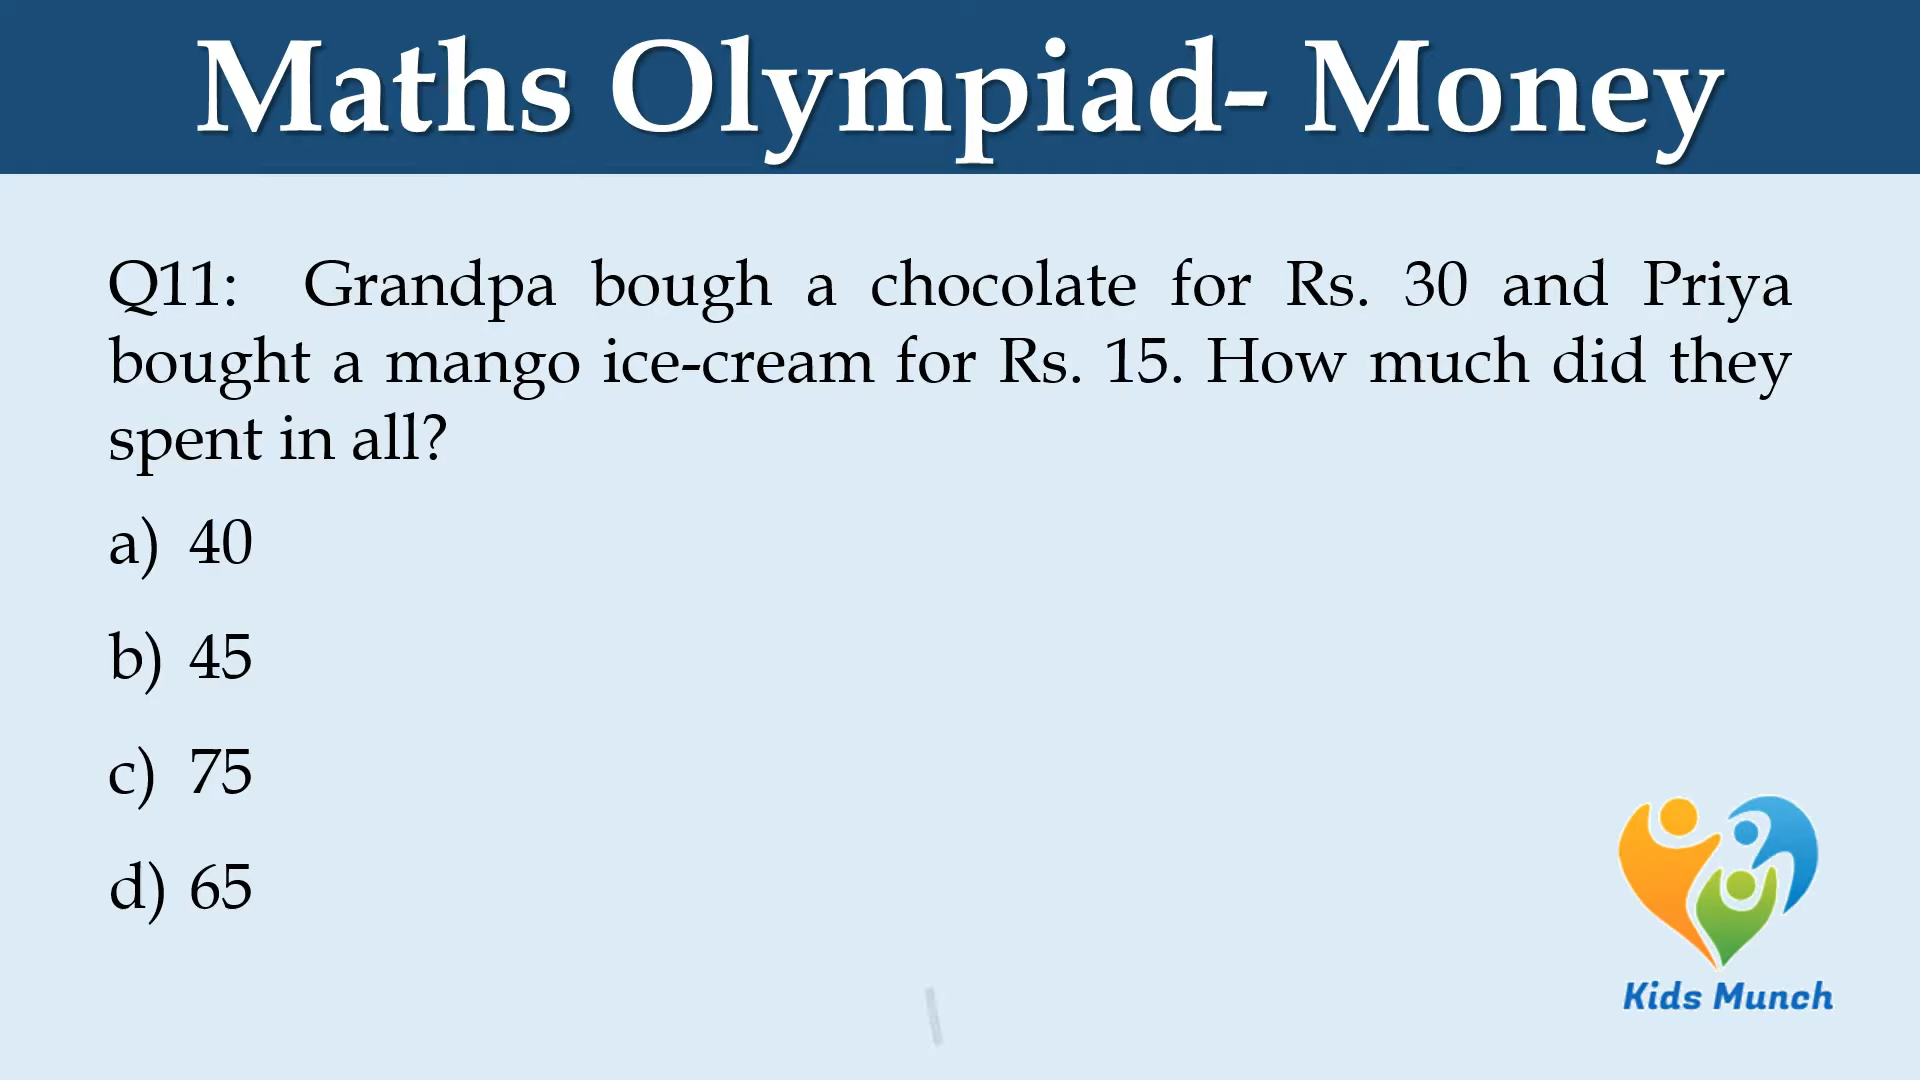 Maths Olympiad- Money
Q11: Grandpa bough a chocolate for Rs. 30 and Priya
bought a mango ice-cream for Rs. 15. How much did they
spent in all?
a) 40
b) 45
c) 75
d) 65
Kids Munch